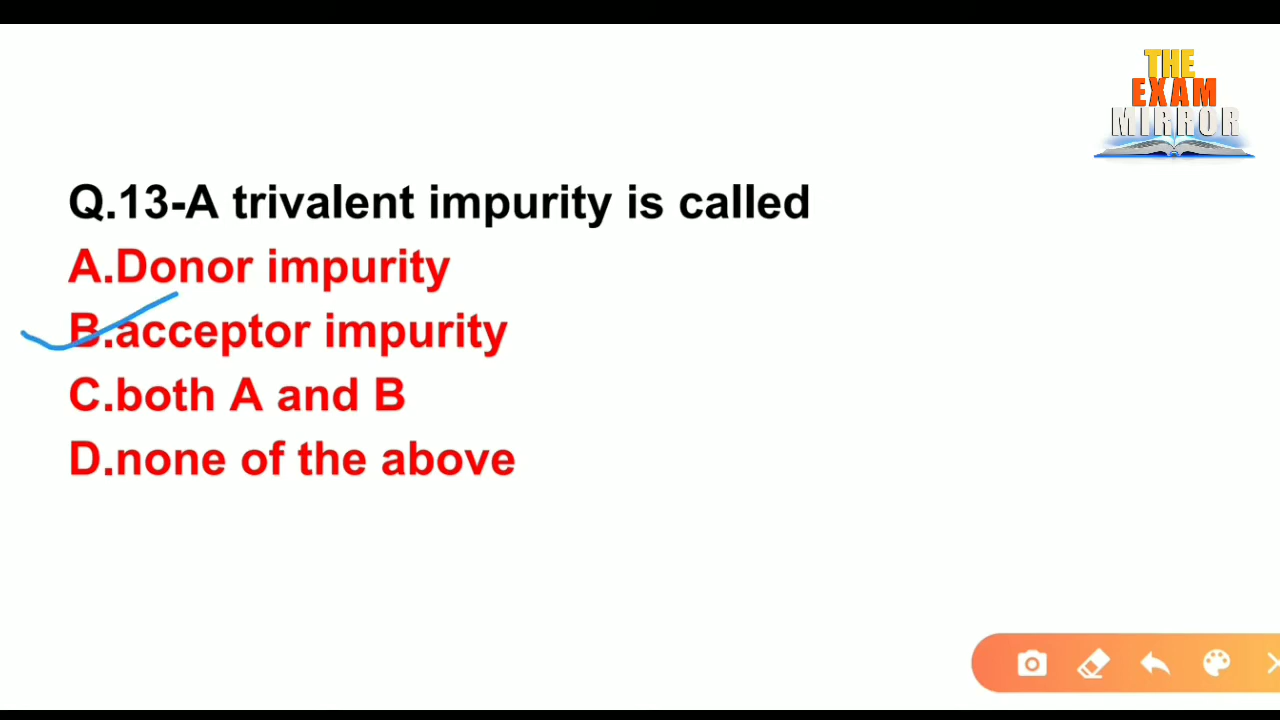 THE
EXAM
MIRROR
Q.13-A trivalent impurity is called
A.Donor impurity
B.acceptor impurity
C.both A and B
D.none of the above